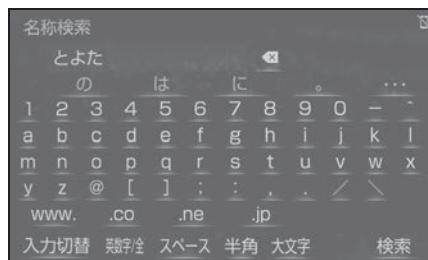 名称検索
とよた
の は に 。 ...
1 2 3 4 5 6 7 8 9 0 - ^
a b c d e f g h i j k l
m n o p q r s t u v w x
y z @ [ ] ; : , . / \
www. .co .ne .jp
入力切替 英数字/全 スペース 半角 大文字 検索